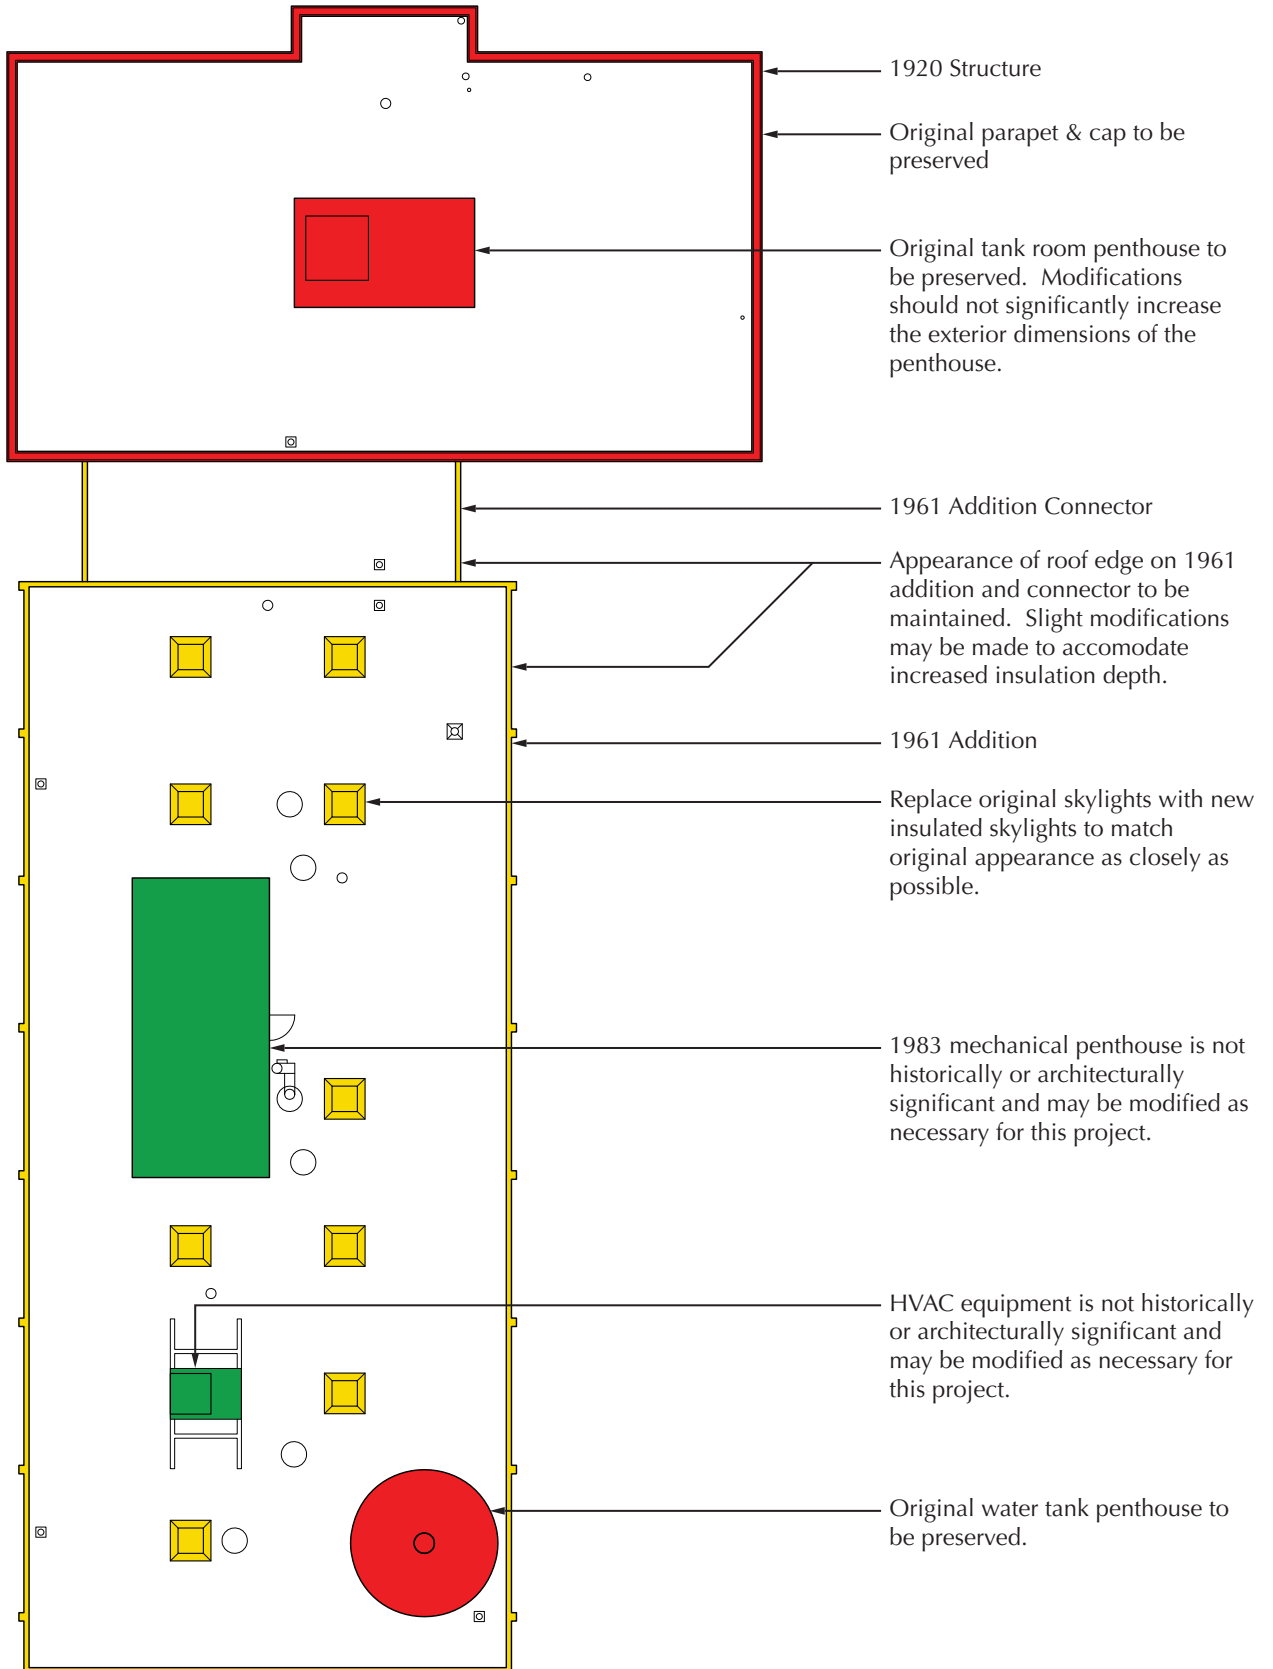 1920 Structure
Original parapet & cap to be
preserved
Original tank room penthouse to
be preserved.  Modifications
should not significantly increase
the exterior dimensions of the
penthouse.
1961 Addition Connector
Appearance of roof edge on 1961
addition and connector to be
maintained.  Slight modifications
may be made to accomodate
increased insulation depth.
1961 Addition
Replace original skylights with new
insulated skylights to match
original appearance as closely as
possible.
1983 mechanical penthouse is not
historically or architecturally
significant and may be modified as
necessary for this project.
HVAC equipment is not historically
or architecturally significant and
may be modified as necessary for
this project.
Original water tank penthouse to
be preserved.